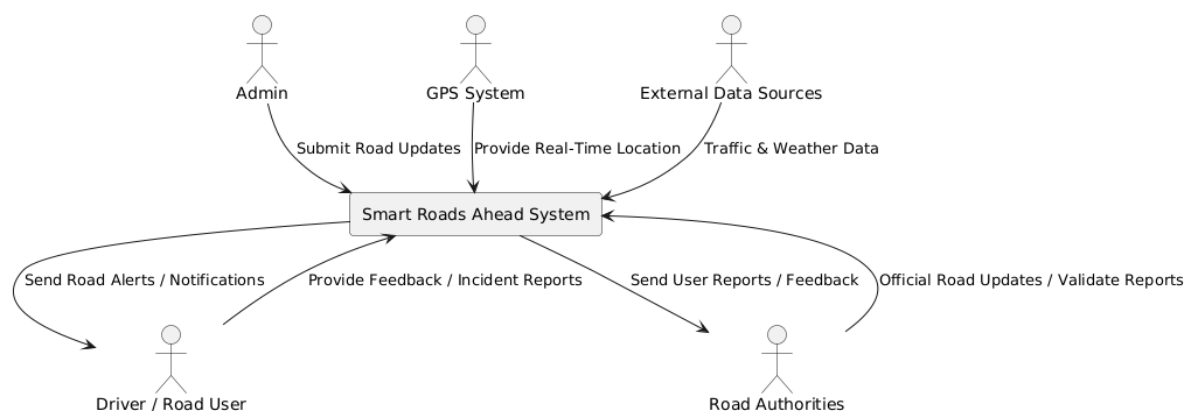 Admin
GPS System
External Data Sources
Submit Road Updates
Provide Real-Time Location
Traffic & Weather Data
Smart Roads Ahead System
Send Road Alerts / Notifications
Provide Feedback / Incident Reports
Send User Reports / Feedback
Official Road Updates / Validate Reports
Driver / Road User
Road Authorities